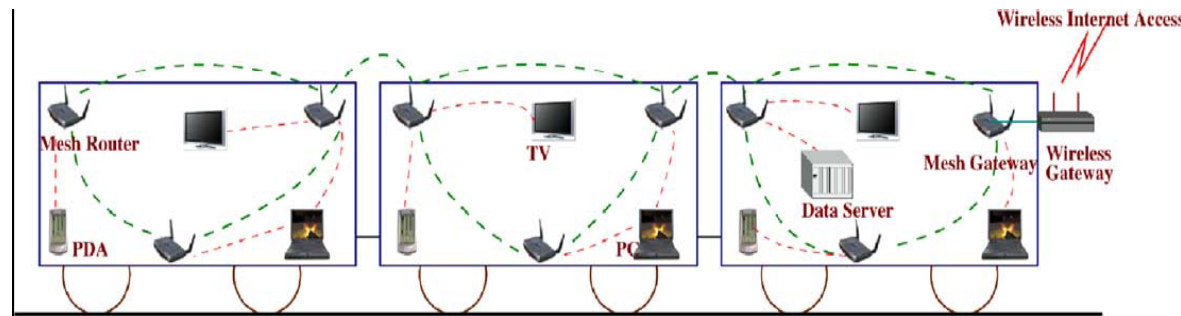 Wireless Internet Access
Mesh Router
TV
Mesh Gateway
Wireless
Gateway
Data Server
PDA
PC